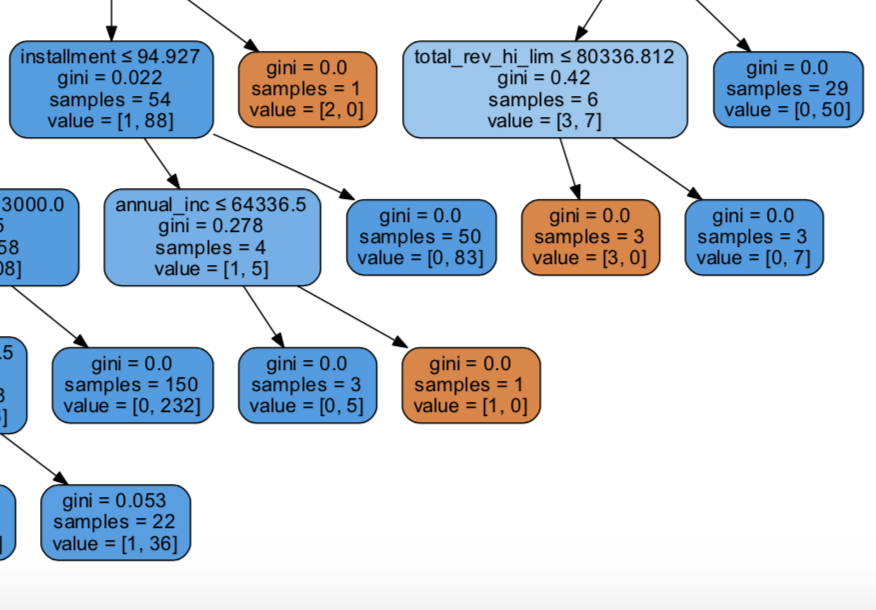 installment ≤ 94.927
gini = 0.022
samples = 54
value = [1, 88]
gini = 0.0
samples = 1
value = [2, 0]
total_rev_hi_lim ≤ 80336.812
gini = 0.42
samples = 6
value = [3, 7]
gini = 0.0
samples = 29
value = [0, 50]
3000.0
5
58
08]
annual_inc ≤ 64336.5
gini = 0.278
samples = 4
value = [1, 5]
gini = 0.0
samples = 50
value = [0, 83]
gini = 0.0
samples = 3
value = [3, 0]
gini = 0.0
samples = 3
value = [0, 7]
.5
3
]
gini = 0.0
samples = 150
value = [0, 232]
gini = 0.0
samples = 3
value = [0, 5]
gini = 0.0
samples = 1
value = [1, 0]
]
gini = 0.053
samples = 22
value = [1, 36]